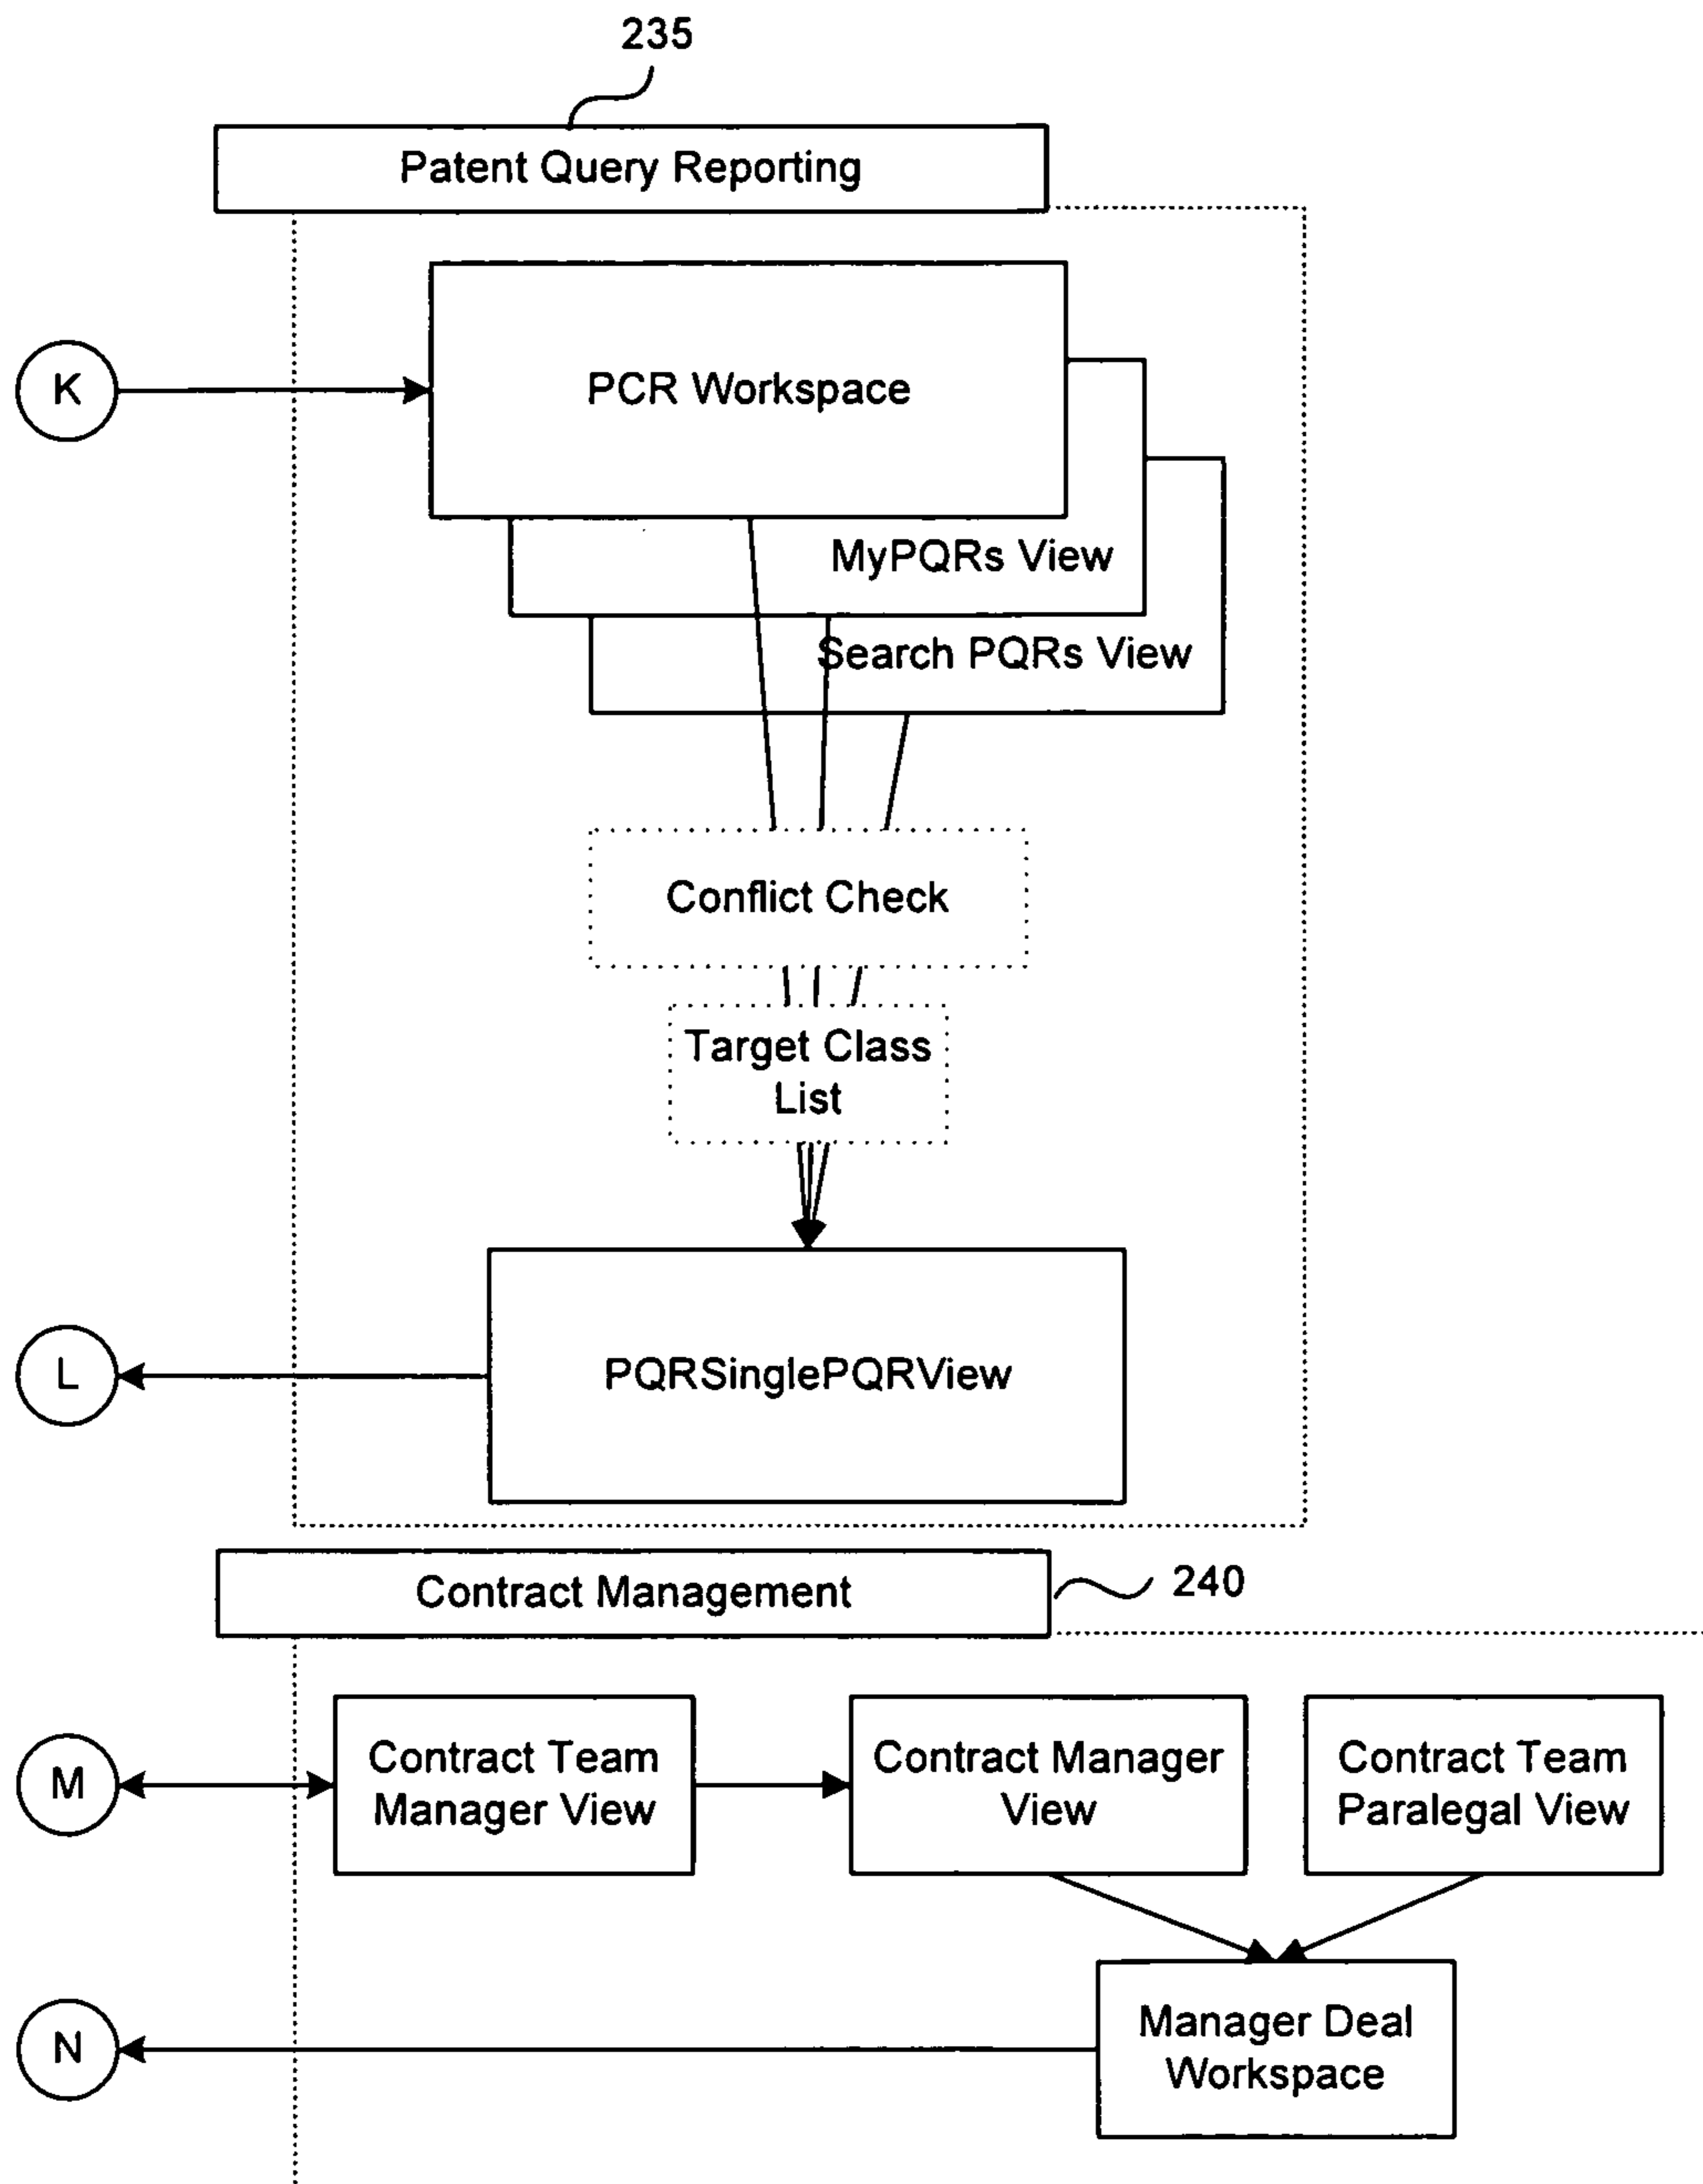 235
Patent Query Reporting
K
PCR Workspace
MyPQRs View
Search PQRs View
Conflict Check
Target Class
List
L
PQRSinglePQRView
Contract Management
240
M
Contract Team
Manager View
Contract Manager
View
Contract Team
Paralegal View
N
Manager Deal
Workspace